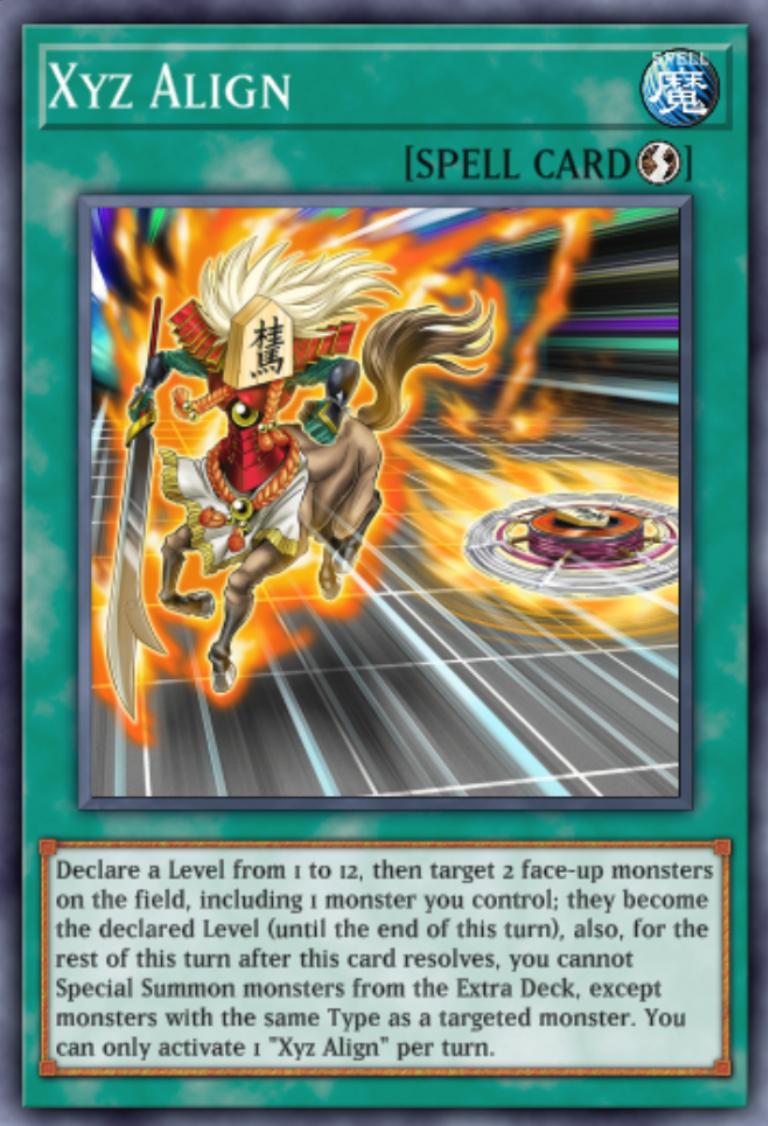 Xyz Align
SPELL
魔
[SPELL CARD]
桂馬
Declare a Level from 1 to 12, then target 2 face-up monsters
on the field, including 1 monster you control; they become
the declared Level (until the end of this turn), also, for the
rest of this turn after this card resolves, you cannot
Special Summon monsters from the Extra Deck, except
monsters with the same Type as a targeted monster. You
can only activate 1 "Xyz Align" per turn.